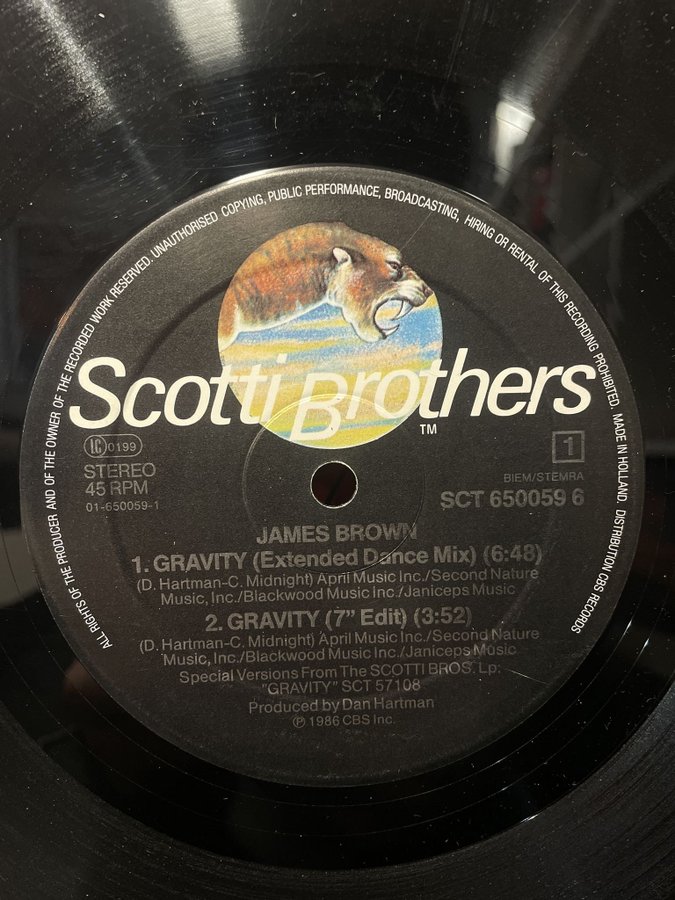 ALL RIGHTS OF THE PRODUCER AND OF THE OWNER OF THE RECORDED WORK RESERVED. UNAUTHORISED COPYING, PUBLIC PERFORMANCE, BROADCASTING, HIRING OR RENTAL OF THIS RECORDING PROHIBITED. MADE IN HOLLAND. DISTRIBUTION CBS RECORDS
Scotti Brothers
TM
LC 0199
STEREO
45 RPM
01-650059-1
1
BIEM/STEMRA
SCT 650059 6
JAMES BROWN
1. GRAVITY (Extended Dance Mix) (6:48)
(D. Hartman-C. Midnight) April Music Inc./Second Nature
Music, Inc./Blackwood Music Inc./Janiceps Music
2. GRAVITY (7” Edit) (3:52)
(D. Hartman-C. Midnight) April Music Inc./Second Nature
Music, Inc./Blackwood Music Inc./Janiceps Music
Special Versions From The SCOTTI BROS. Lp:
"GRAVITY" SCT 57108
Produced by Dan Hartman
℗ 1986 CBS Inc.